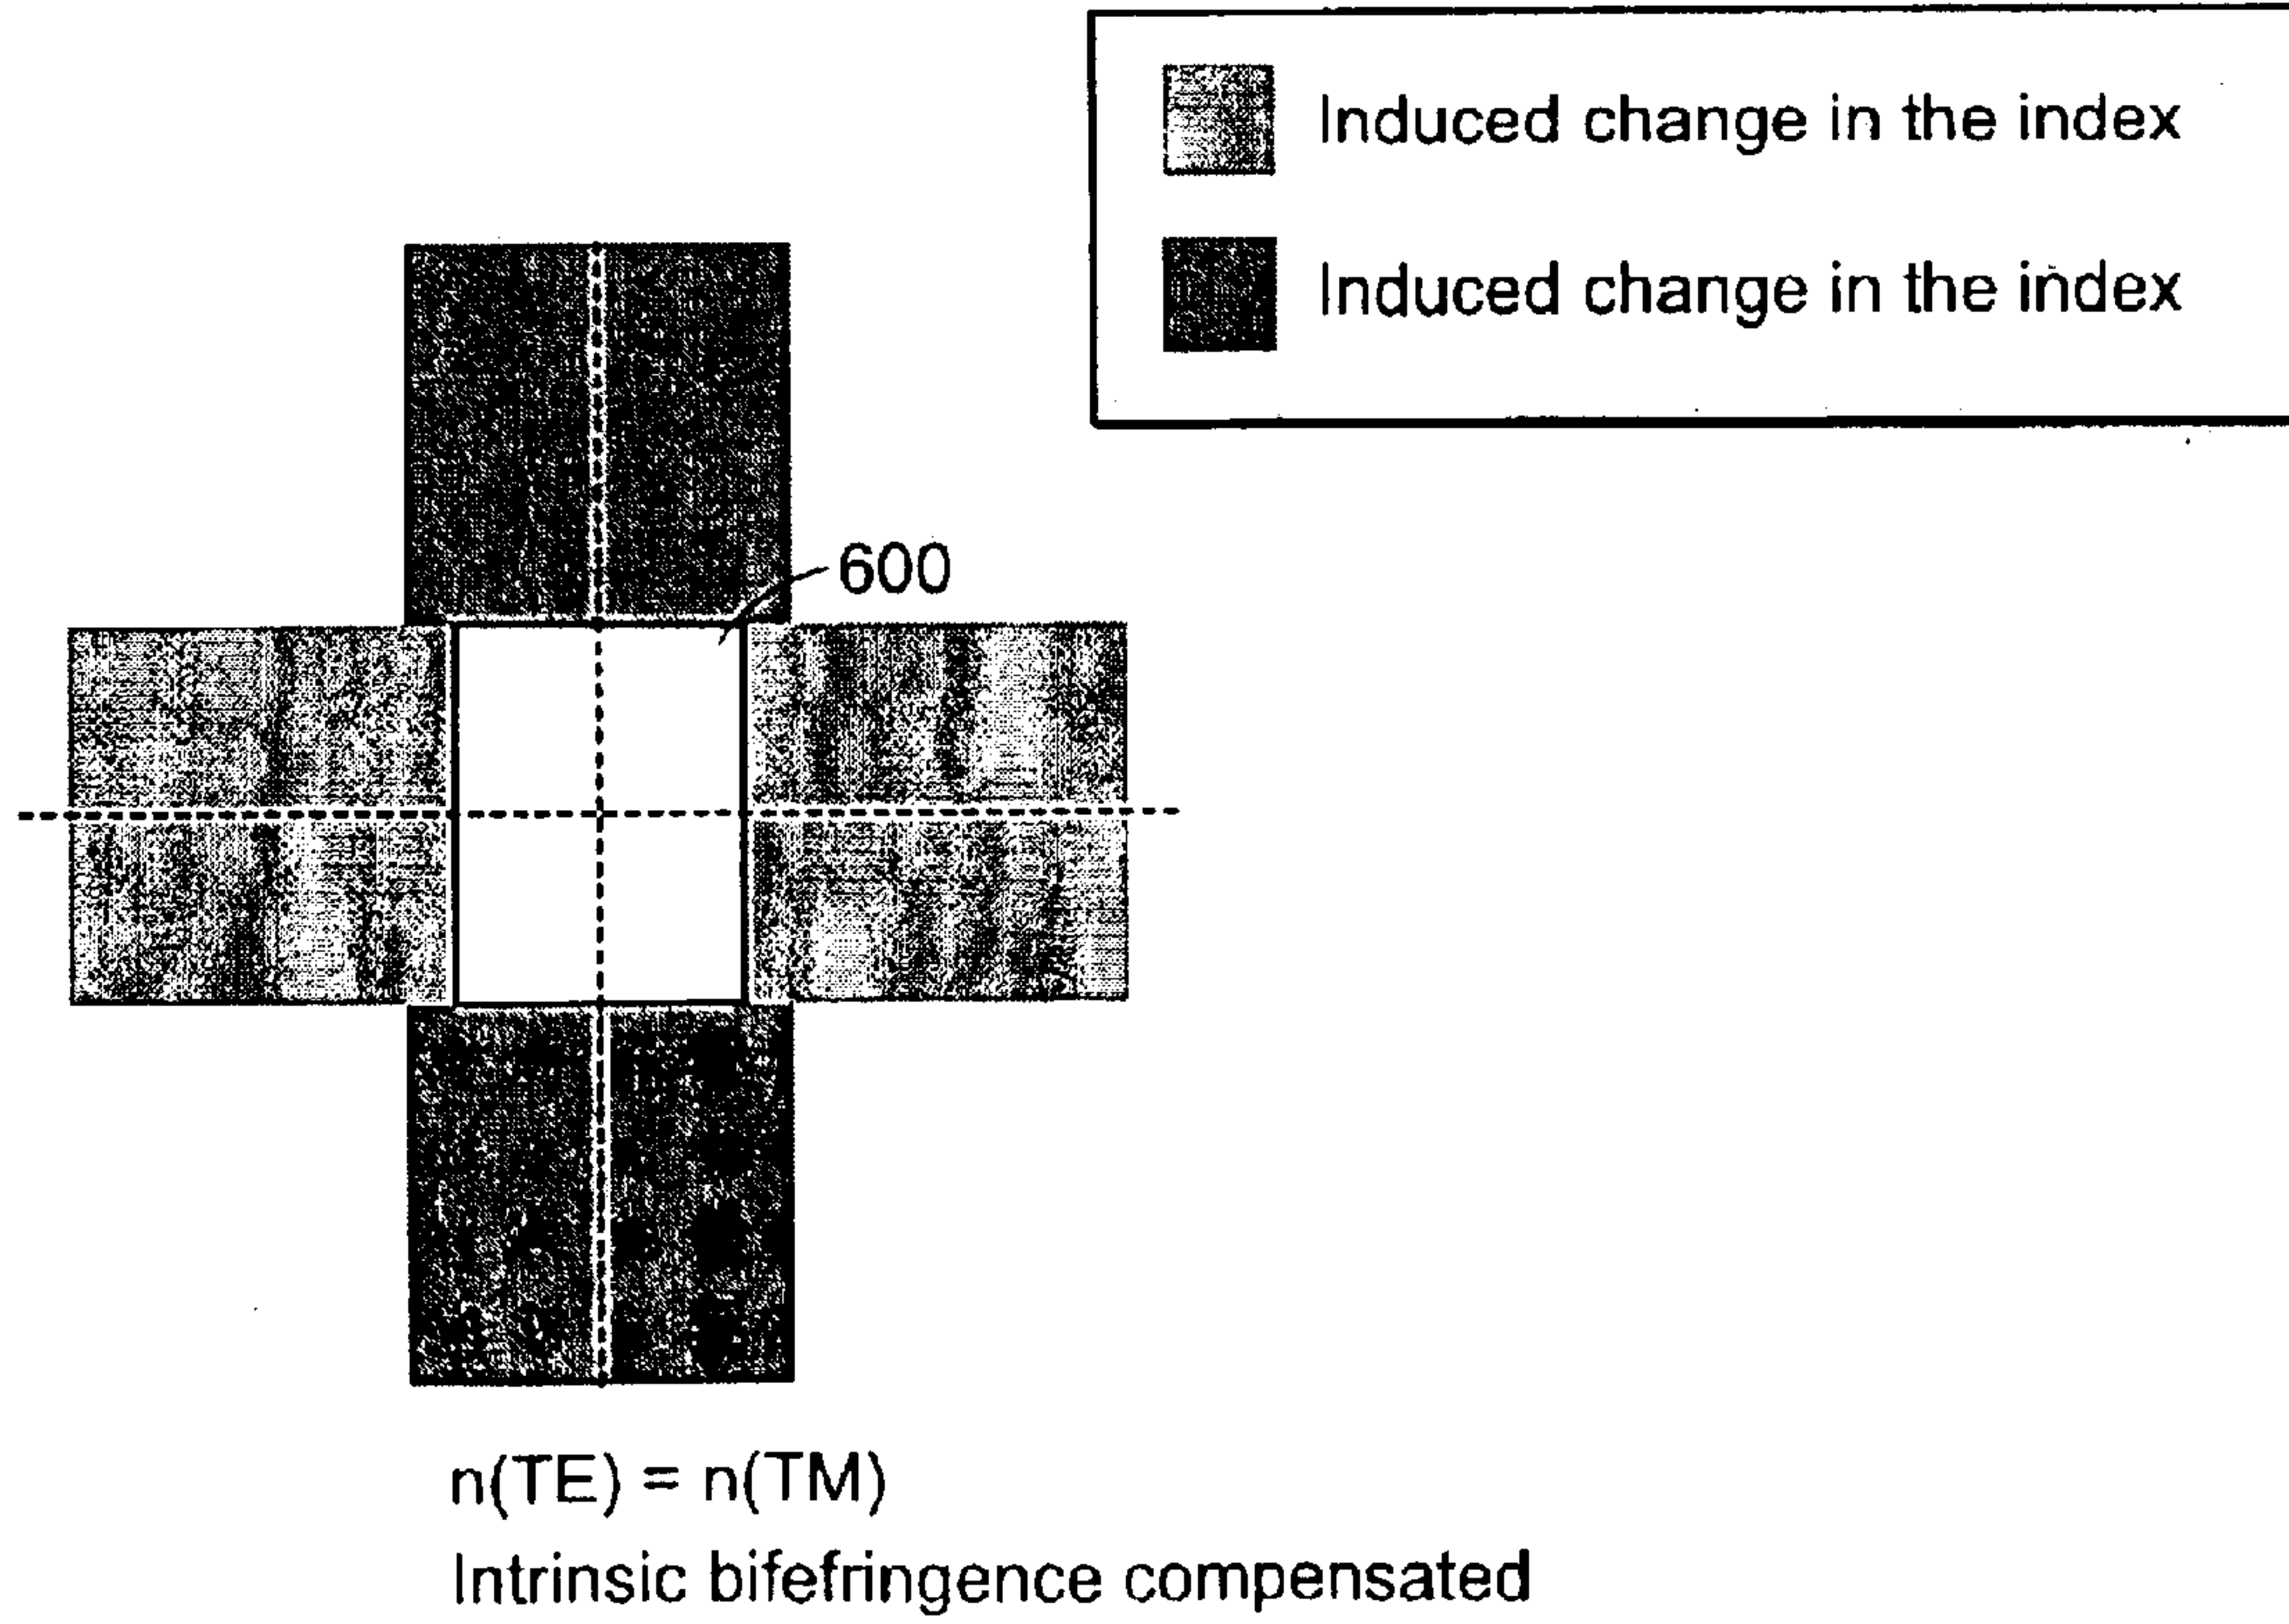 Induced change in the index
Induced change in the index
600
n(TE) = n(TM)
Intrinsic bifefringence compensated